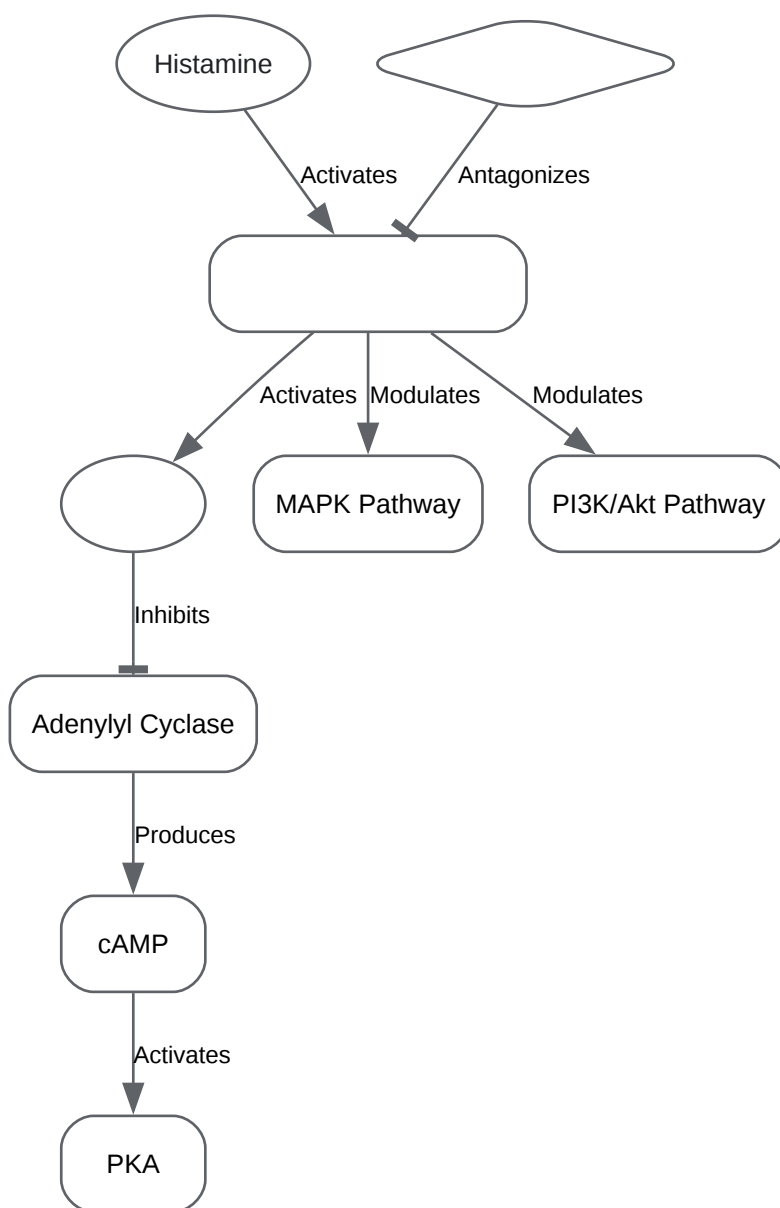 Histamine
Activates
Antagonizes
Activates
Modulates
Modulates
MAPK Pathway
PI3K/Akt Pathway
Inhibits
Adenylyl Cyclase
Produces
cAMP
Activates
PKA